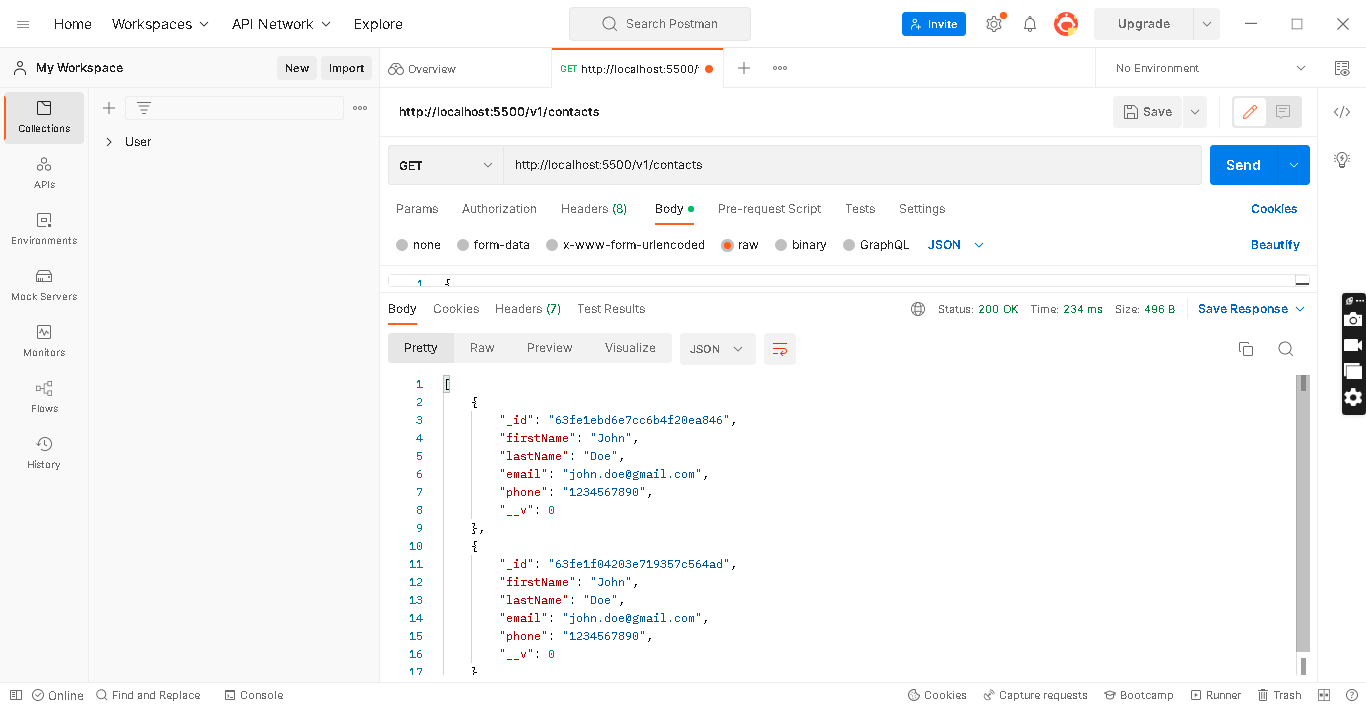 Home Workspaces API Network Explore Search Postman Invite Upgrade
My Workspace New Import Overview GET http://localhost:5500/ No Environment
Collections
User
APIs
Environments
Mock Servers
Monitors
Flows
History
http://localhost:5500/v1/contacts Save
GET http://localhost:5500/v1/contacts Send
Params Authorization Headers (8) Body Pre-request Script Tests Settings Cookies
none form-data x-www-form-urlencoded raw binary GraphQL JSON Beautify
1 {
Body Cookies Headers (7) Test Results Status: 200 OK Time: 234 ms Size: 496 B Save Response
Pretty Raw Preview Visualize JSON
1 [
2 {
3 "_id": "63fe1ebd6e7cc6b4f20ea846",
4 "firstName": "John",
5 "lastName": "Doe",
6 "email": "john.doe@gmail.com",
7 "phone": "1234567890",
8 "__v": 0
9 },
10 {
11 "_id": "63fe1f04203e719357c564ad",
12 "firstName": "John",
13 "lastName": "Doe",
14 "email": "john.doe@gmail.com",
15 "phone": "1234567890",
16 "__v": 0
17 }
Online Find and Replace Console Cookies Capture requests Bootcamp Runner Trash